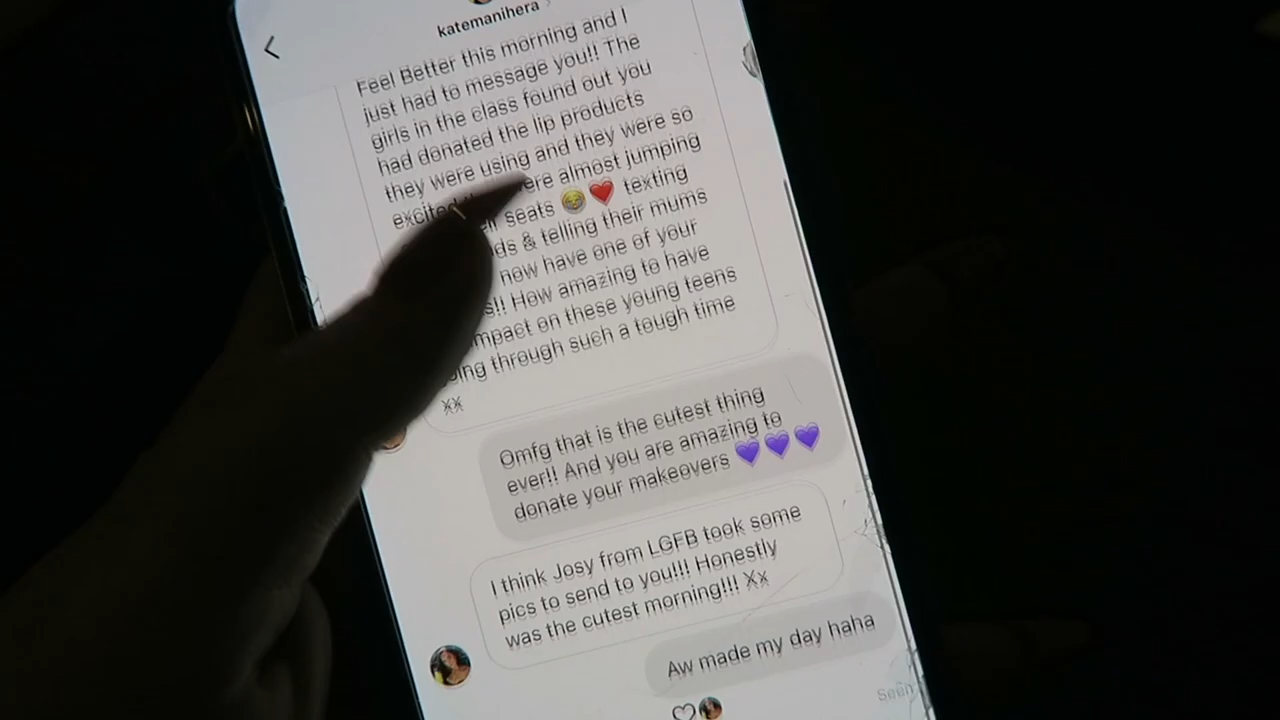 katemanihera
Feel Better this morning and I
just had to message you!! The
girls in the class found out you
had donated the lip products
they were using and they were so
excited were almost jumping
seats 😂❤️ texting
& telling their mums
now have one of your
How amazing to have
on these young teens
through such a tough time
xx
Omfg that is the cutest thing
ever!! And you are amazing to
donate your makeovers 💜💜💜
I think Josy from LGFB took some
pics to send to you!!! Honestly
was the cutest morning!!! Xx
Aw made my day haha
Seen